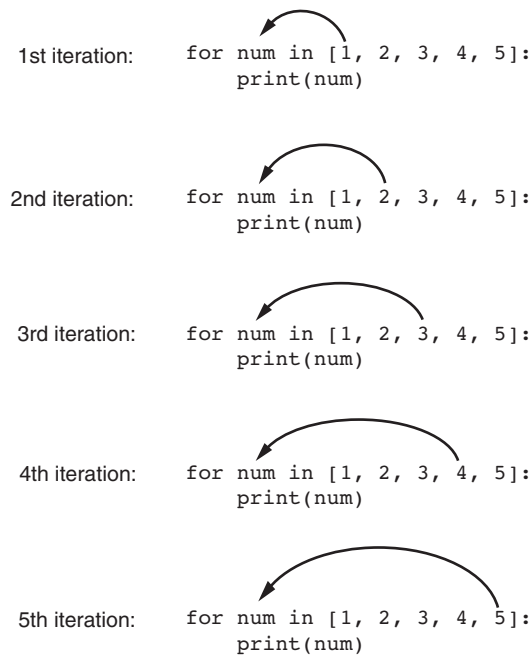 1st iteration: for num in [1, 2, 3, 4, 5]:
print(num)
2nd iteration: for num in [1, 2, 3, 4, 5]:
print(num)
3rd iteration: for num in [1, 2, 3, 4, 5]:
print(num)
4th iteration: for num in [1, 2, 3, 4, 5]:
print(num)
5th iteration: for num in [1, 2, 3, 4, 5]:
print(num)